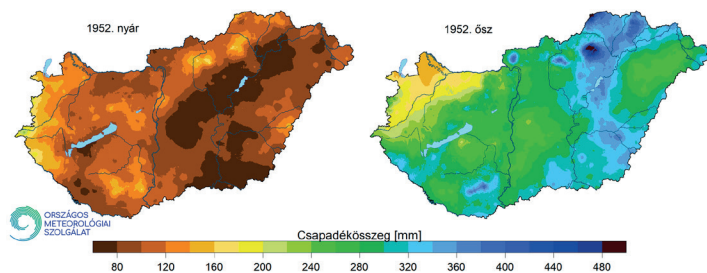 1952. nyár
1952. ősz
ORSZÁGOS
METEOROLÓGIAI
SZOLGÁLAT
Csapadékösszeg [mm]
80 120 160 200 240 280 320 360 400 440 480